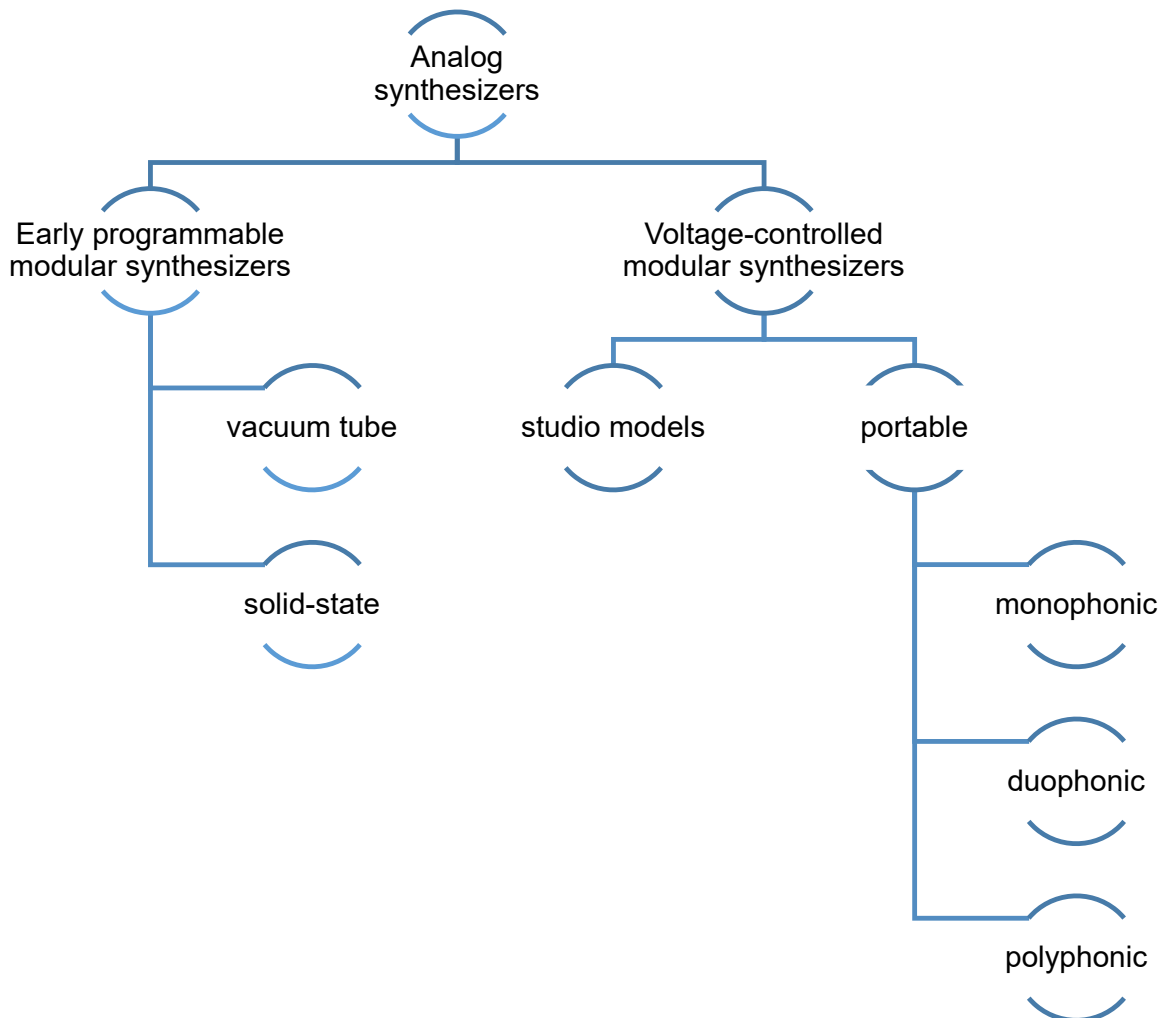 Analog
synthesizers
Early programmable
modular synthesizers
Voltage-controlled
modular synthesizers
vacuum tube
studio models
portable
solid-state
monophonic
duophonic
polyphonic